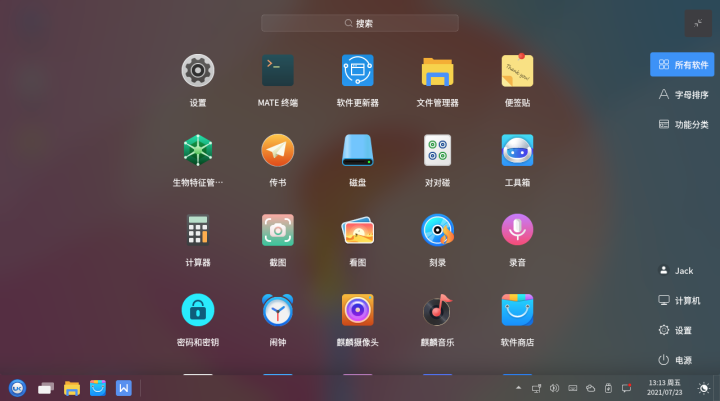 搜索
设置
MATE 终端
软件更新器
文件管理器
便签贴
所有软件
字母排序
功能分类
Thank you!
生物特征管…
传书
磁盘
对对碰
工具箱
计算器
截图
看图
刻录
录音
密码和密钥
闹钟
麒麟摄像头
麒麟音乐
软件商店
Jack
计算机
设置
电源
W
13:13 周五
2021/07/23